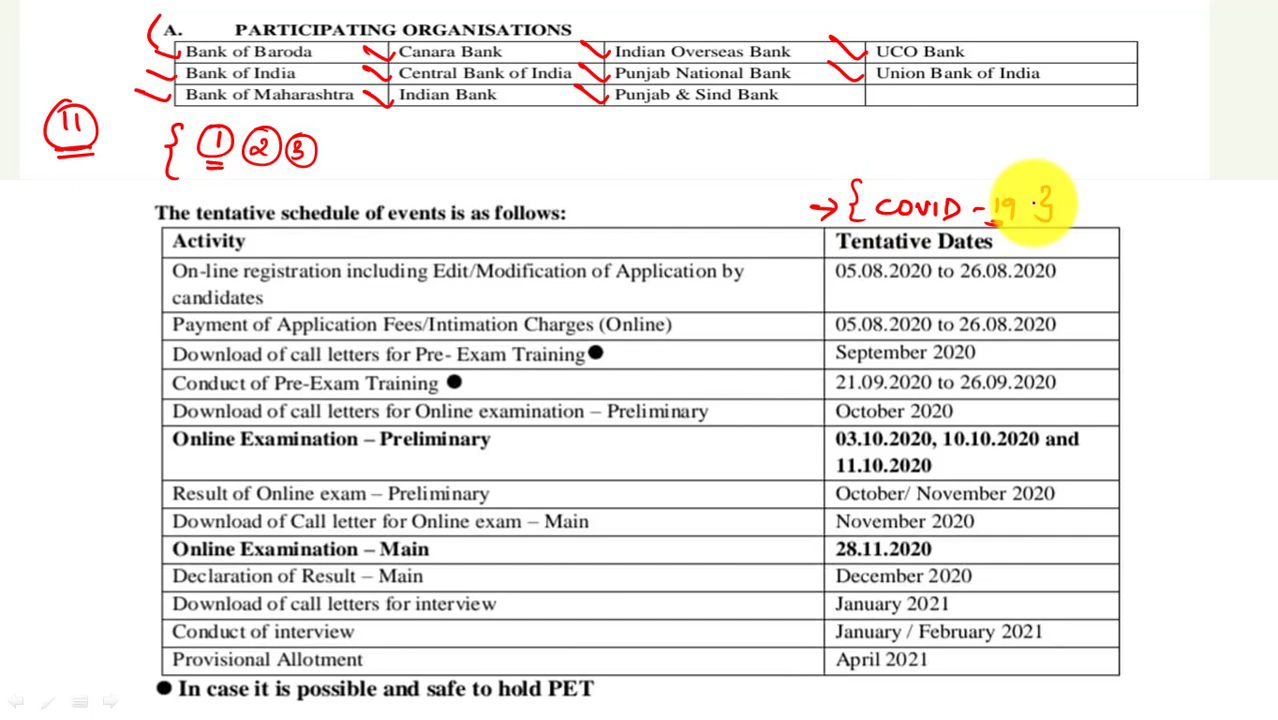 A. PARTICIPATING ORGANISATIONS
Bank of Baroda Canara Bank Indian Overseas Bank UCO Bank
Bank of India Central Bank of India Punjab National Bank Union Bank of India
Bank of Maharashtra Indian Bank Punjab & Sind Bank
11
{ 1 2 3
→ { COVID - 19 }
The tentative schedule of events is as follows:
Activity Tentative Dates
On-line registration including Edit/Modification of Application by 05.08.2020 to 26.08.2020
candidates
Payment of Application Fees/Intimation Charges (Online) 05.08.2020 to 26.08.2020
Download of call letters for Pre- Exam Training● September 2020
Conduct of Pre-Exam Training ● 21.09.2020 to 26.09.2020
Download of call letters for Online examination – Preliminary October 2020
Online Examination – Preliminary 03.10.2020, 10.10.2020 and
11.10.2020
Result of Online exam – Preliminary October/ November 2020
Download of Call letter for Online exam – Main November 2020
Online Examination – Main 28.11.2020
Declaration of Result – Main December 2020
Download of call letters for interview January 2021
Conduct of interview January / February 2021
Provisional Allotment April 2021
● In case it is possible and safe to hold PET